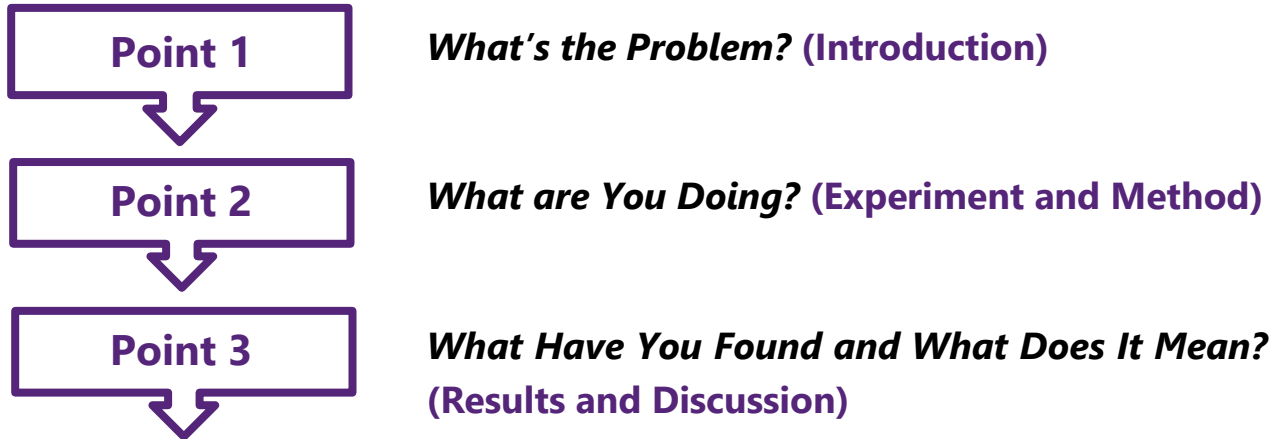 Point 1
What's the Problem? (Introduction)
Point 2
What are You Doing? (Experiment and Method)
Point 3
What Have You Found and What Does It Mean?
(Results and Discussion)